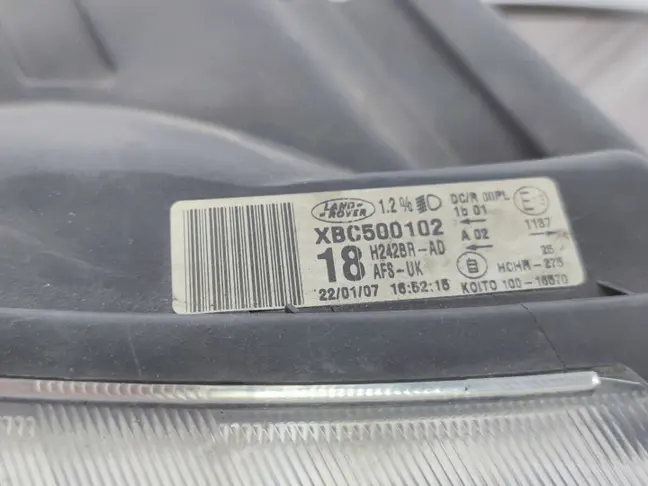 LAND-ROVER 1.2% DC/R 00PL
1b 01
XBC500102 A 02 1187
18 H242BR-AD 25
AFS-UK HCHR-275
22/01/07 16:52:15 KOITO 100-16570